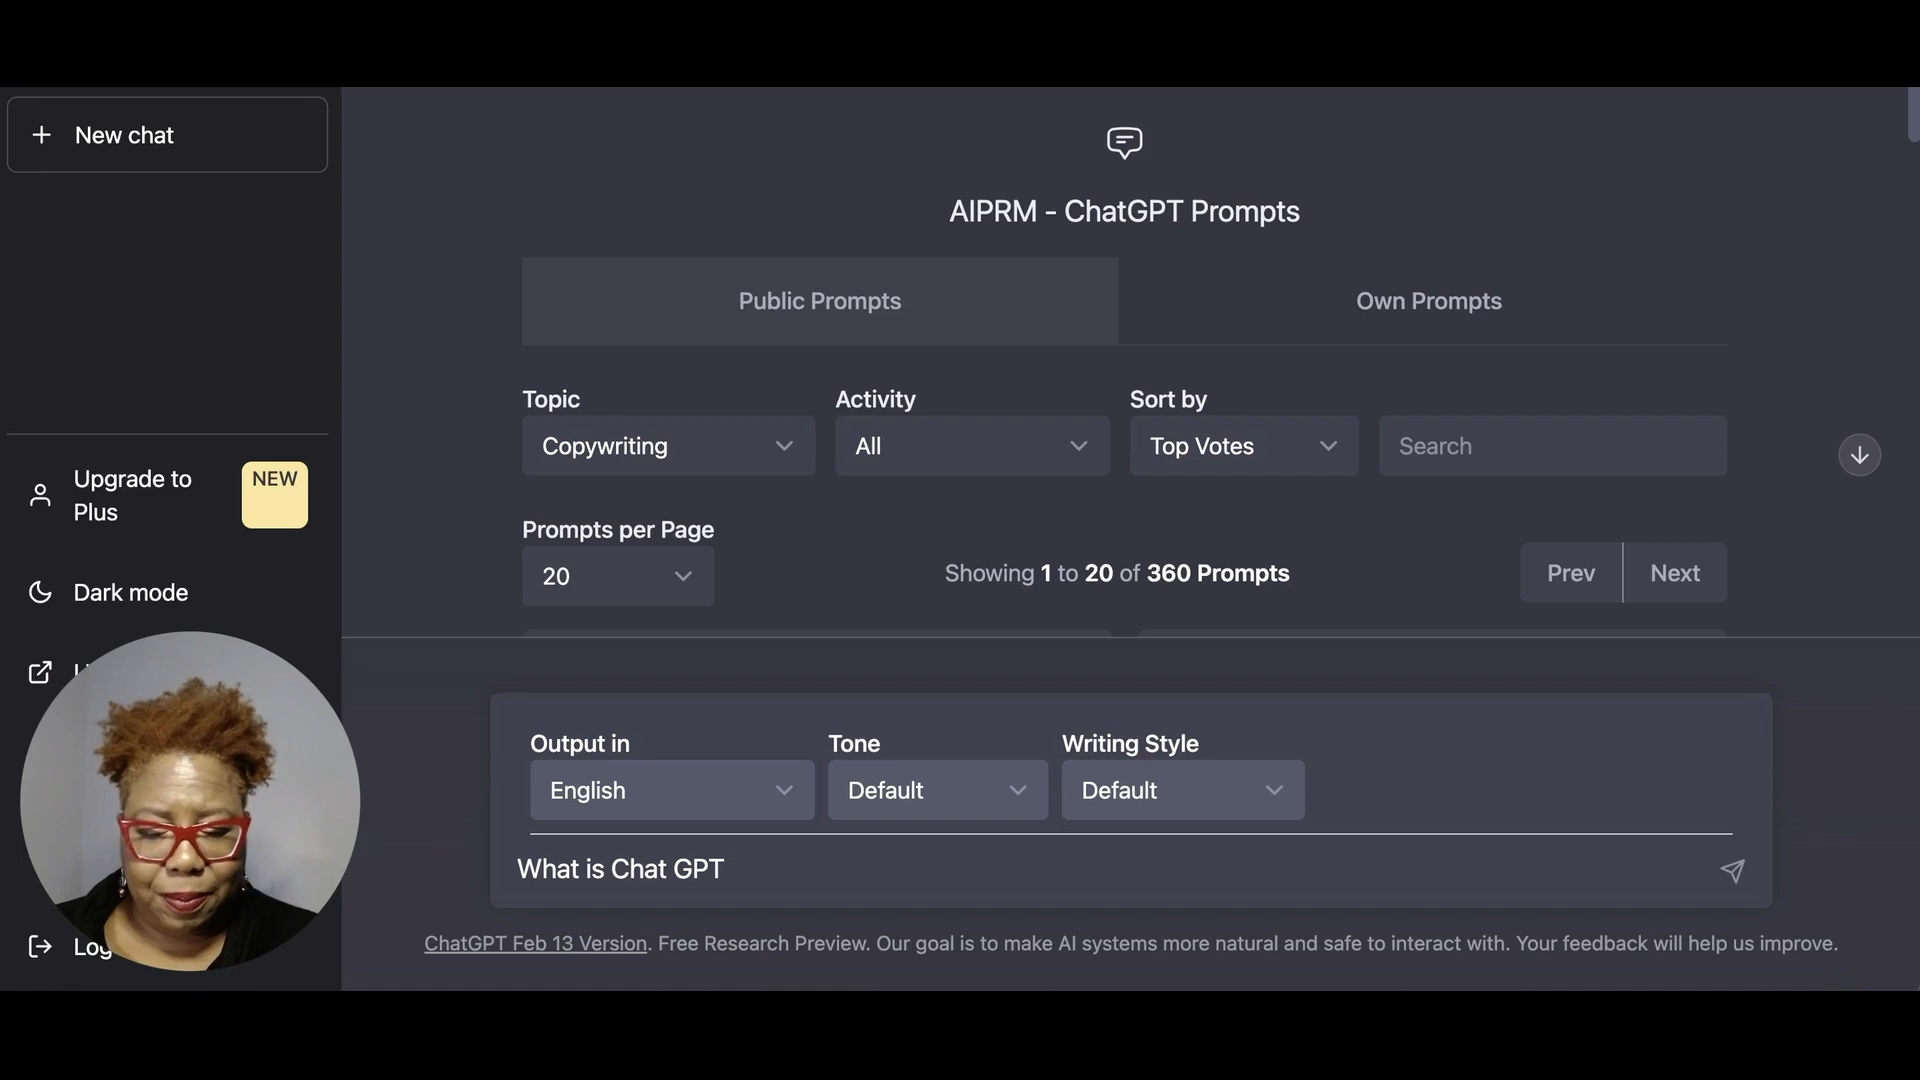 New chat
Upgrade to
Plus
NEW
Dark mode
AIPRM - ChatGPT Prompts
Public Prompts
Own Prompts
Topic
Activity
Sort by
Copywriting
All
Top Votes
Search
Prompts per Page
20
Showing 1 to 20 of 360 Prompts
Prev
Next
Output in
Tone
Writing Style
English
Default
Default
What is Chat GPT
ChatGPT Feb 13 Version. Free Research Preview. Our goal is to make AI systems more natural and safe to interact with. Your feedback will help us improve.